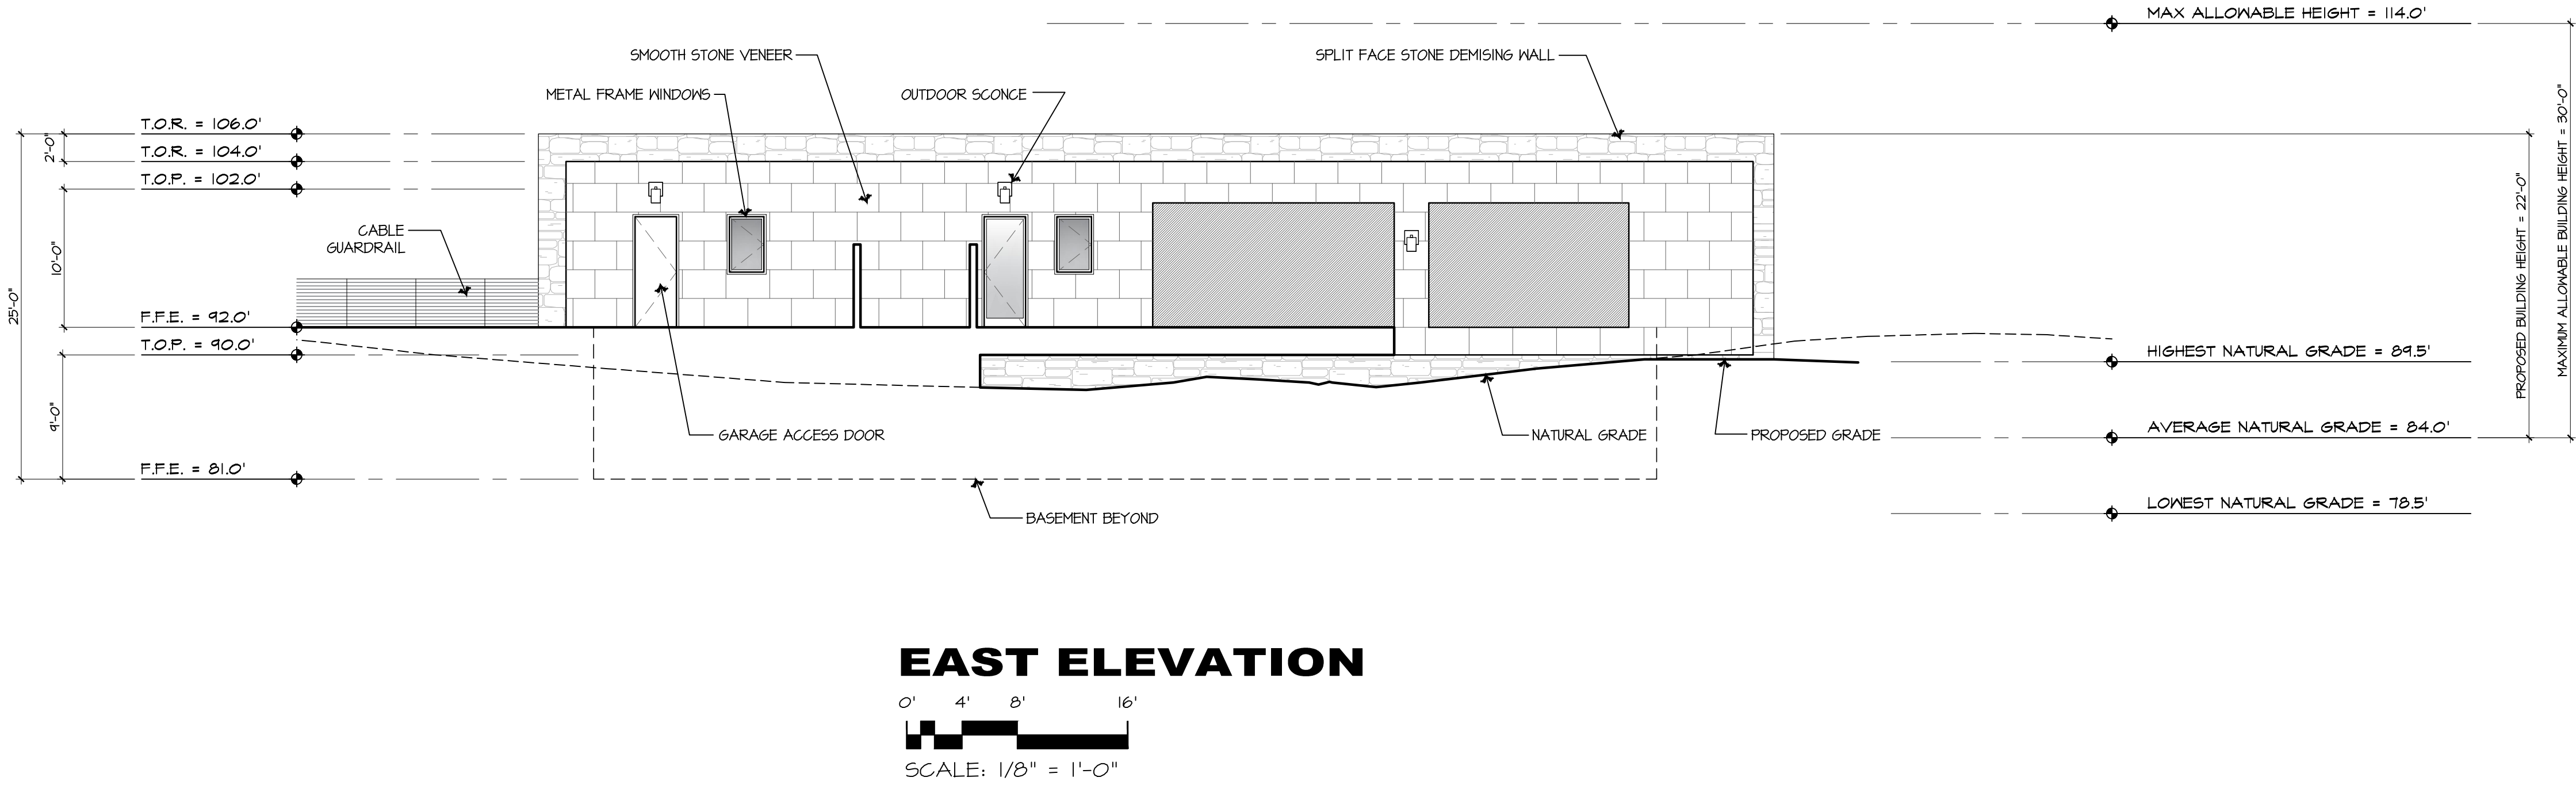 MAX ALLOWABLE HEIGHT = 114.0'
SMOOTH STONE VENEER
SPLIT FACE STONE DEMISING WALL
METAL FRAME WINDOWS
OUTDOOR SCONCE
T.O.R. = 106.0'
2'-0"
T.O.R. = 104.0'
T.O.P. = 102.0'
CABLE
GUARDRAIL
10'-0"
25'-0"
F.F.E. = 92.0'
T.O.P. = 90.0'
9'-0"
F.F.E. = 81.0'
GARAGE ACCESS DOOR
BASEMENT BEYOND
NATURAL GRADE
PROPOSED GRADE
HIGHEST NATURAL GRADE = 89.5'
AVERAGE NATURAL GRADE = 84.0'
LOWEST NATURAL GRADE = 78.5'
PROPOSED BUILDING HEIGHT = 22'-0"
MAXIMUM ALLOWABLE BUILDING HEIGHT = 30'-0"
EAST ELEVATION
0' 4' 8' 16'
SCALE: 1/8" = 1'-0"